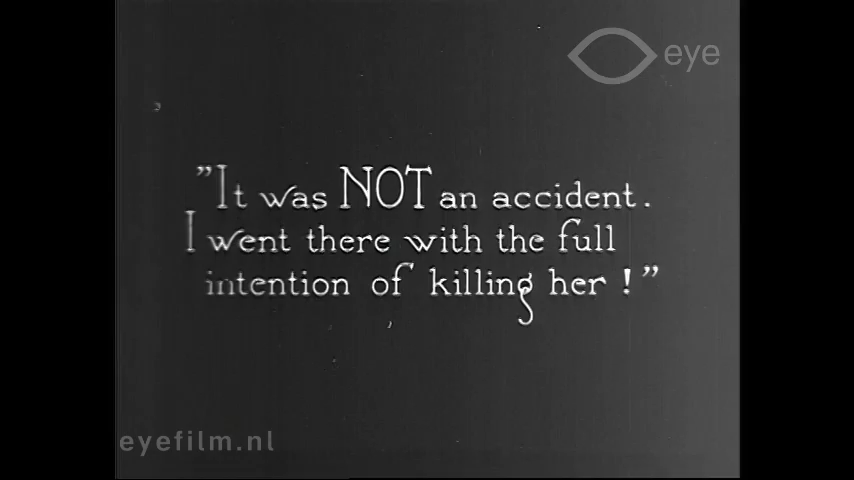 eye
"It was NOT an accident.
I went there with the full
intention of killing her !"
eyefilm.nl